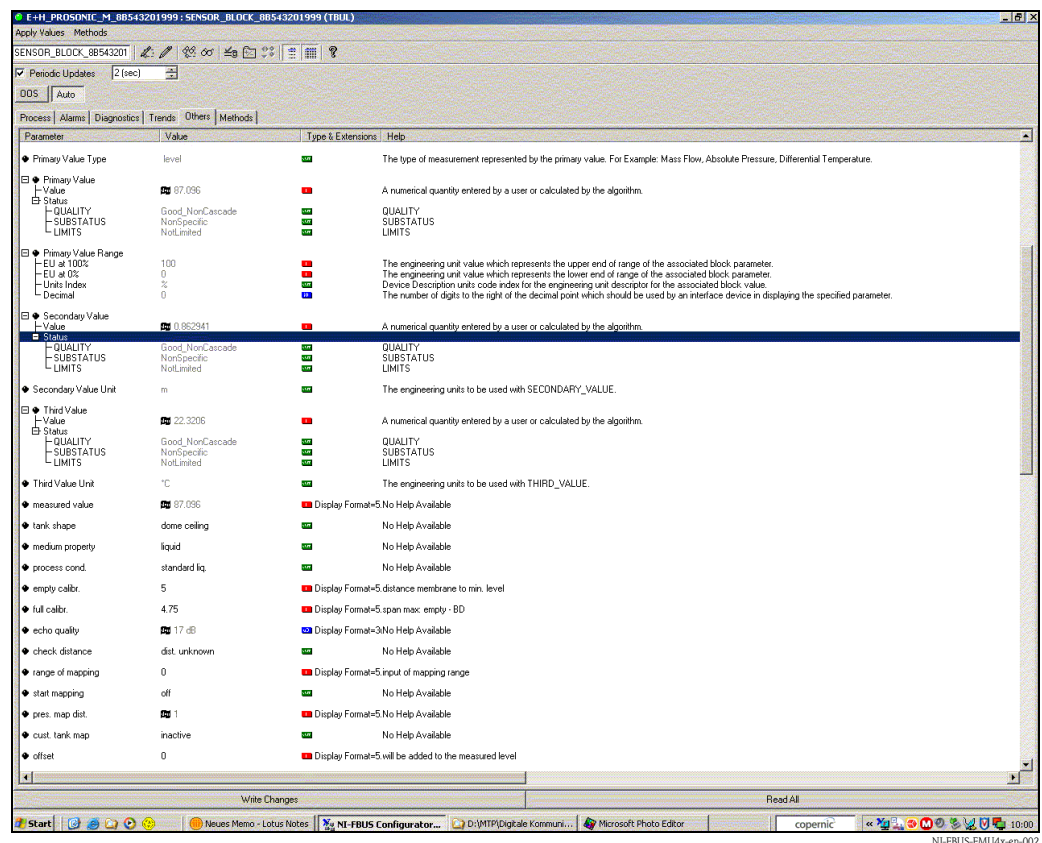 E+H_PROSONIC_M_8B543201999 : SENSOR_BLOCK_8B543201999 (TBUL)
Apply Values Methods
SENSOR_BLOCK_8B543201
Periodic Updates 2 (sec)
OOS Auto
Process Alarms Diagnostics Trends Others Methods
Parameter Value Type & Extensions Help
Primary Value Type level The type of measurement represented by the primary value. For Example: Mass Flow, Absolute Pressure, Differential Temperature.
Primary Value
Value 87.096 A numerical quantity entered by a user or calculated by the algorithm.
Status
QUALITY Good_NonCascade QUALITY
SUBSTATUS NonSpecific SUBSTATUS
LIMITS NotLimited LIMITS
Primary Value Range
EU at 100% 100 The engineering unit value which represents the upper end of range of the associated block parameter.
EU at 0% 0 The engineering unit value which represents the lower end of range of the associated block parameter.
Units Index % Device Description units code index for the engineering unit descriptor for the associated block value.
Decimal 0 The number of digits to the right of the decimal point which should be used by an interface device in displaying the specified parameter.
Secondary Value
Value 0.862941 A numerical quantity entered by a user or calculated by the algorithm.
Status
QUALITY Good_NonCascade QUALITY
SUBSTATUS NonSpecific SUBSTATUS
LIMITS NotLimited LIMITS
Secondary Value Unit m The engineering units to be used with SECONDARY_VALUE.
Third Value
Value 22.3206 A numerical quantity entered by a user or calculated by the algorithm.
Status
QUALITY Good_NonCascade QUALITY
SUBSTATUS NonSpecific SUBSTATUS
LIMITS NotLimited LIMITS
Third Value Unit °C The engineering units to be used with THIRD_VALUE.
measured value 87.096 Display Format=5. No Help Available
tank shape dome ceiling No Help Available
medium property liquid No Help Available
process cond. standard liq. No Help Available
empty calibr. 5 Display Format=5. distance membrane to min. level
full calibr. 4.75 Display Format=5. span max: empty - BD
echo quality 17 dB Display Format=3 No Help Available
check distance dist. unknown No Help Available
range of mapping 0 Display Format=5. input of mapping range
start mapping off No Help Available
pres. map dist. 1 Display Format=5. No Help Available
cust. tank map inactive No Help Available
offset 0 Display Format=5. will be added to the measured level
Write Changes Read All
Start Neues Memo - Lotus Notes NI-FBUS Configurator... D:\MTP\Digitale Kommuni... Microsoft Photo Editor copernic « 10:00
NI-FBUS-FMU4x-en-002